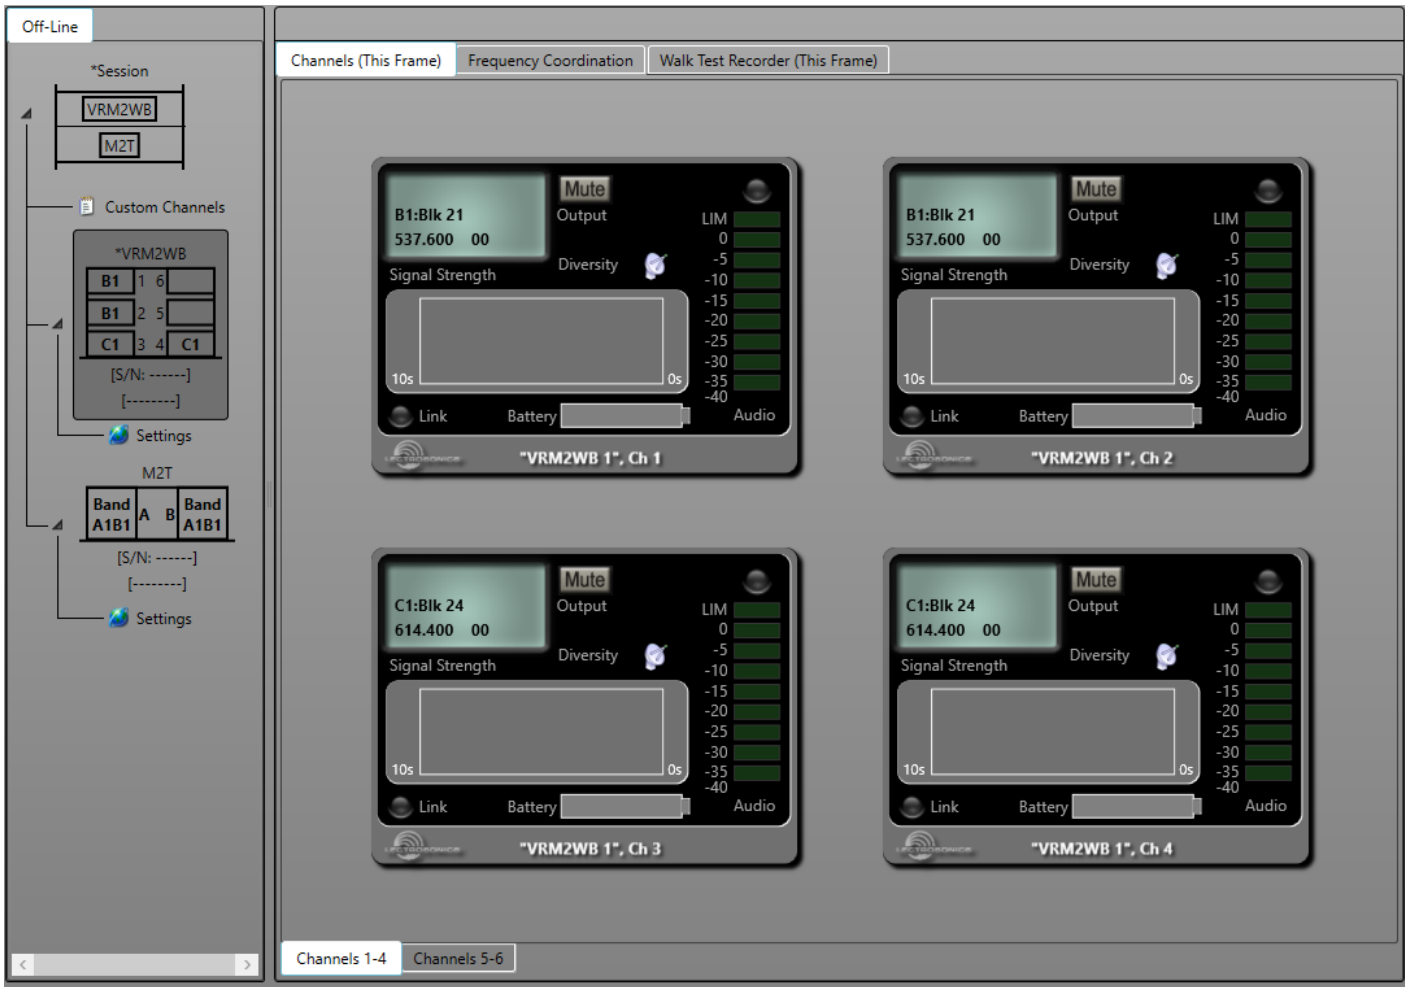 Off-Line
*Session
VRM2WB
M2T
Custom Channels
*VRM2WB
B1 1 6
B1 2 5
C1 3 4 C1
[S/N: ------]
[--------]
Settings
M2T
Band A1B1 A B Band A1B1
[S/N: ------]
[--------]
Settings
Channels (This Frame) Frequency Coordination Walk Test Recorder (This Frame)
B1:Blk 21
537.600 00
Mute
Output
Diversity
Signal Strength
10s 0s
Link
Battery
LIM
0
-5
-10
-15
-20
-25
-30
-35
-40
Audio
LECTROSONICS
"VRM2WB 1", Ch 1
B1:Blk 21
537.600 00
Mute
Output
Diversity
Signal Strength
10s 0s
Link
Battery
LIM
0
-5
-10
-15
-20
-25
-30
-35
-40
Audio
LECTROSONICS
"VRM2WB 1", Ch 2
C1:Blk 24
614.400 00
Mute
Output
Diversity
Signal Strength
10s 0s
Link
Battery
LIM
0
-5
-10
-15
-20
-25
-30
-35
-40
Audio
LECTROSONICS
"VRM2WB 1", Ch 3
C1:Blk 24
614.400 00
Mute
Output
Diversity
Signal Strength
10s 0s
Link
Battery
LIM
0
-5
-10
-15
-20
-25
-30
-35
-40
Audio
LECTROSONICS
"VRM2WB 1", Ch 4
Channels 1-4 Channels 5-6